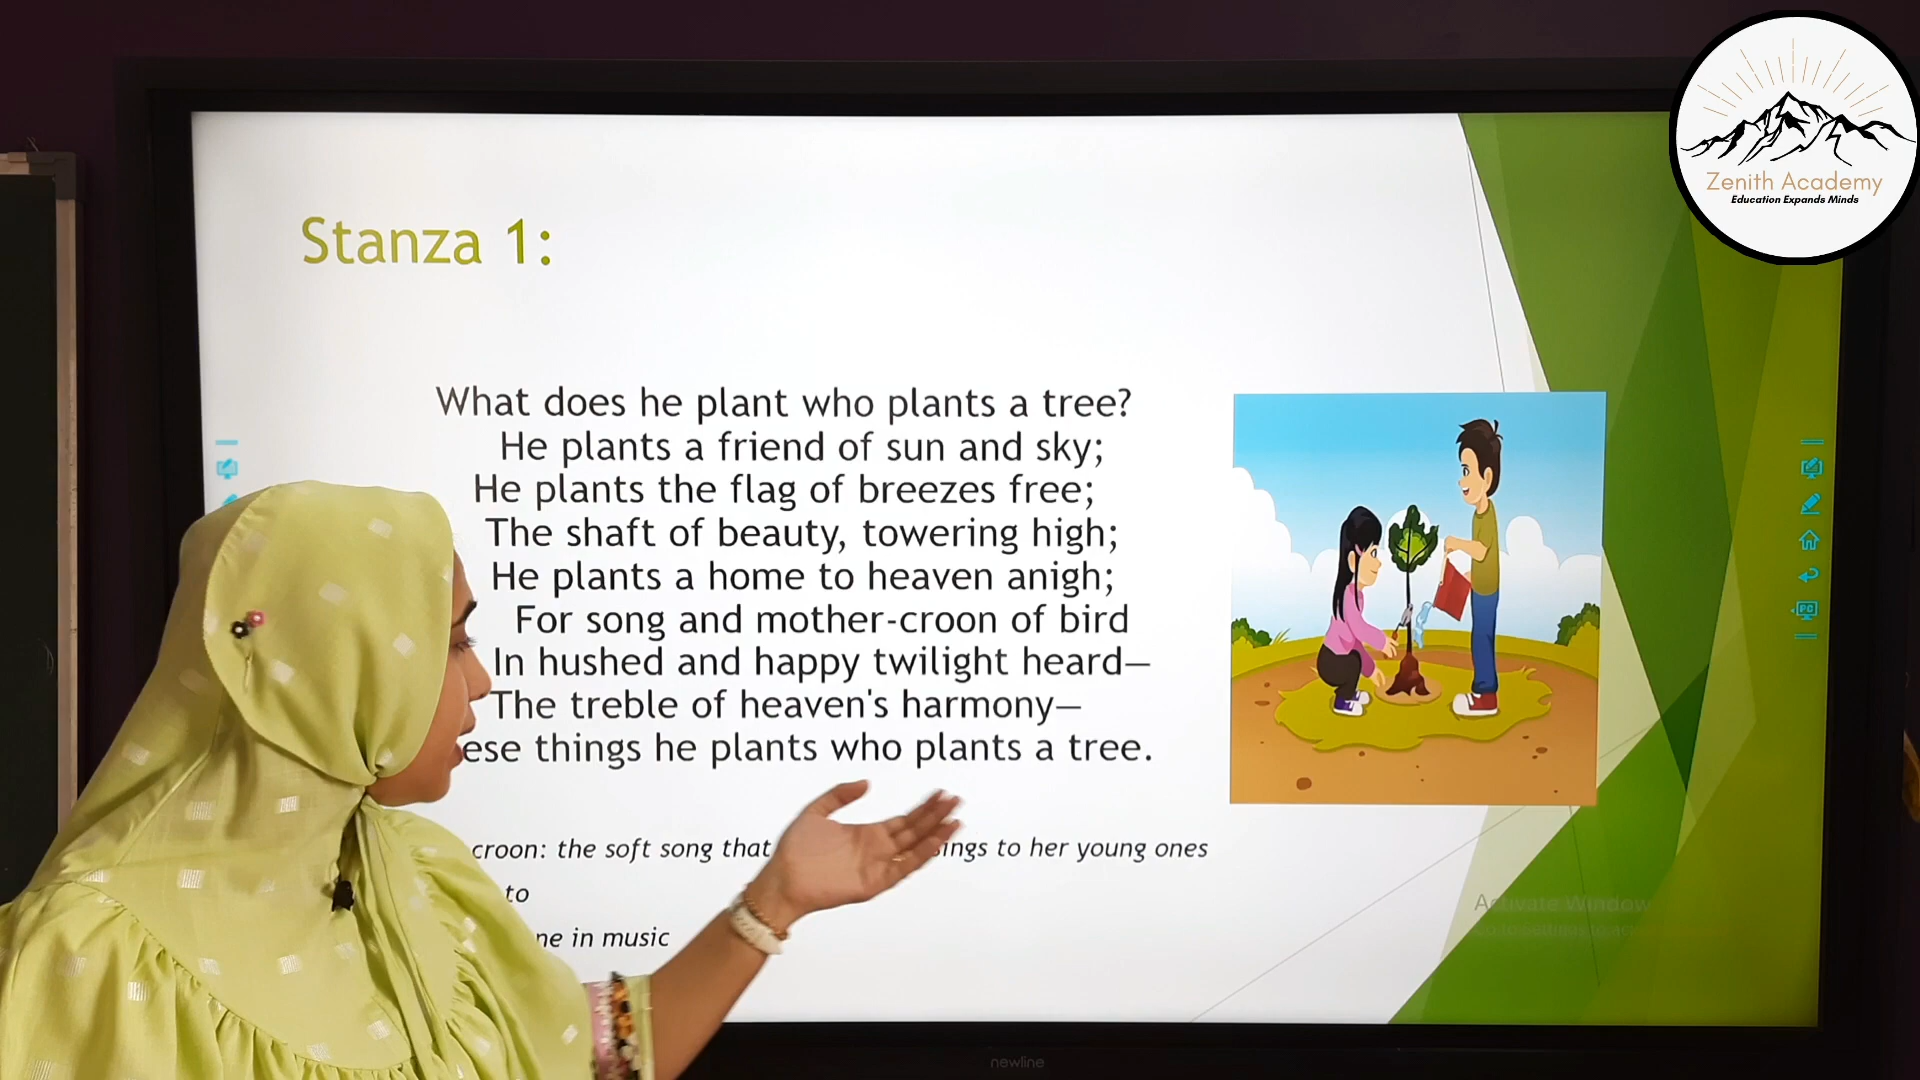 Zenith Academy
Education Expands Minds
Stanza 1:
What does he plant who plants a tree?
He plants a friend of sun and sky;
He plants the flag of breezes free;
The shaft of beauty, towering high;
He plants a home to heaven anigh;
For song and mother-croon of bird
In hushed and happy twilight heard—
The treble of heaven's harmony—
ese things he plants who plants a tree.
croon: the soft song that ings to her young ones
to
ne in music
Activate Window
newline
PC